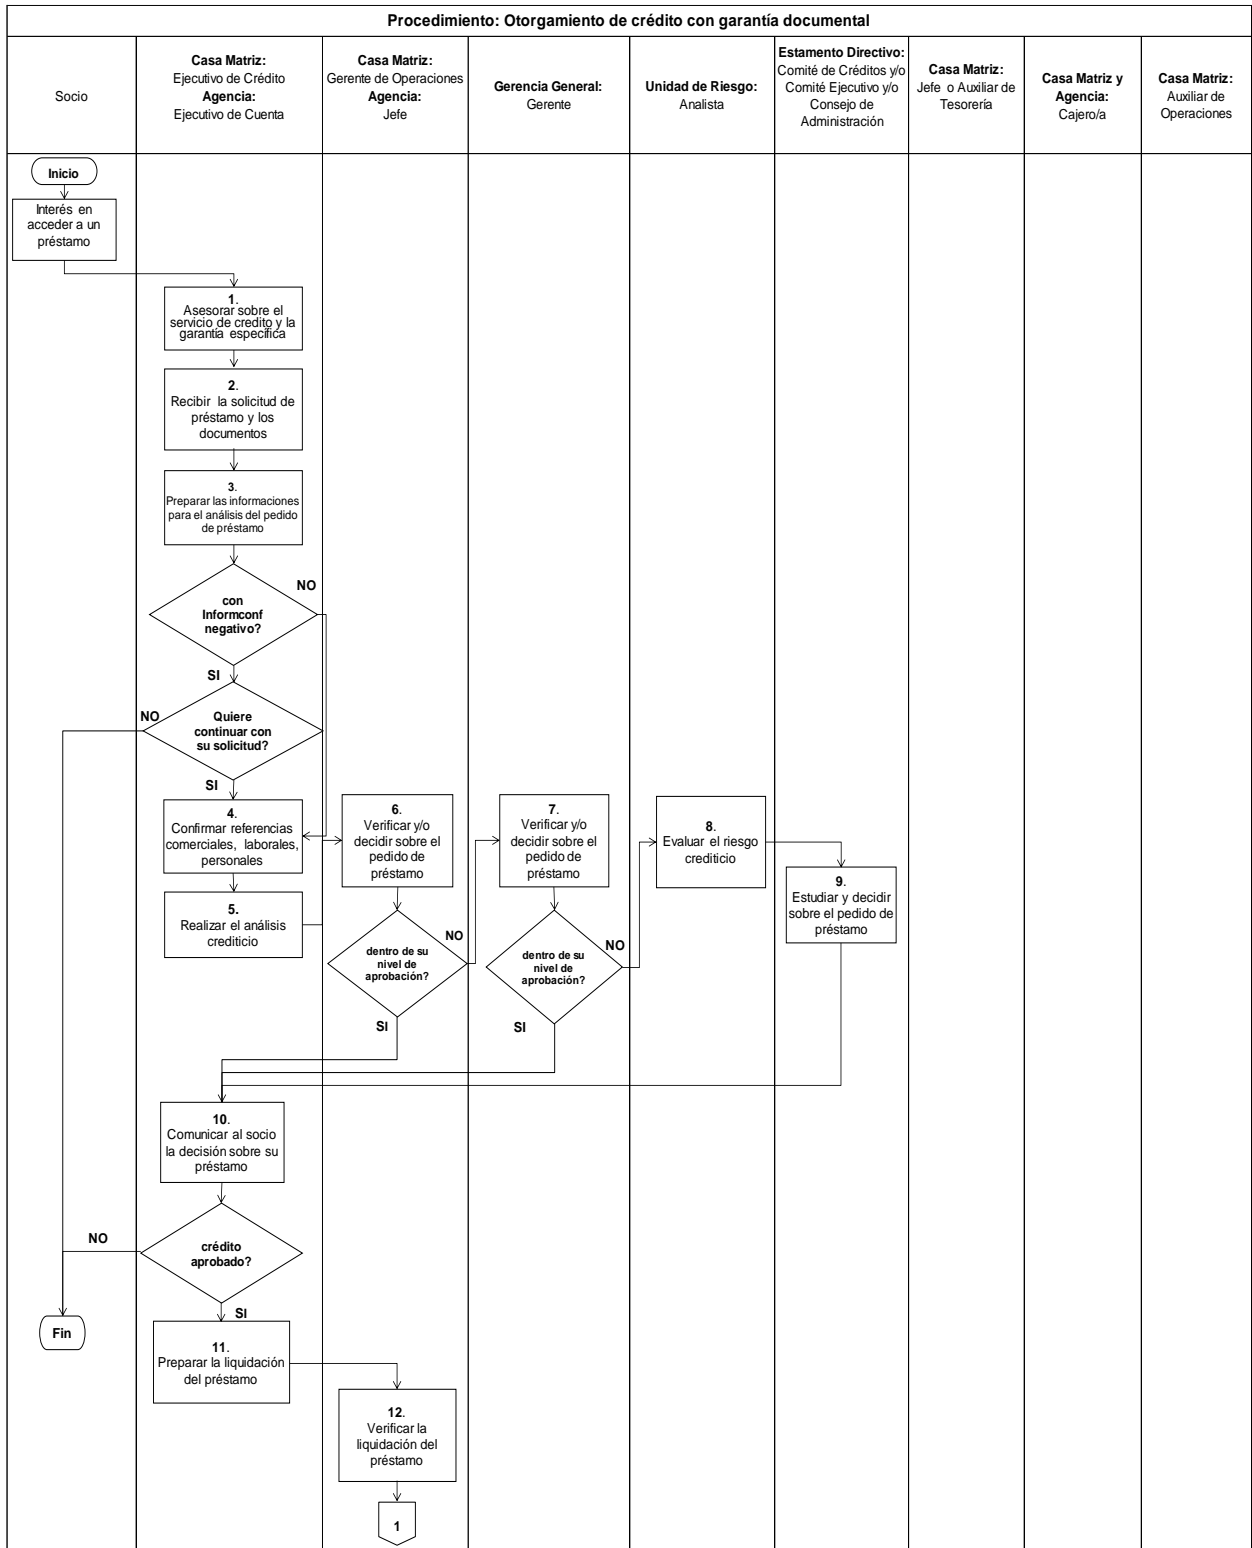 Procedimiento: Otorgamiento de crédito con garantía documental
Socio
Casa Matriz:
Ejecutivo de Crédito
Agencia:
Ejecutivo de Cuenta
Casa Matriz:
Gerente de Operaciones
Agencia:
Jefe
Gerencia General:
Gerente
Unidad de Riesgo:
Analista
Estamento Directivo:
Comité de Créditos y/o
Comité Ejecutivo y/o
Consejo de
Administración
Casa Matriz:
Jefe o Auxiliar de
Tesorería
Casa Matriz y
Agencia:
Cajero/a
Casa Matriz:
Auxiliar de
Operaciones
Inicio
Interés en
acceder a un
préstamo
1.
Asesorar sobre el
servicio de credito y la
garantía específica
2.
Recibir la solicitud de
préstamo y los
documentos
3.
Preparar las informaciones
para el análisis del pedido
de préstamo
NO
con
Informconf
negativo?
SI
NO
Quiere
continuar con
su solicitud?
SI
4.
Confirmar referencias
comerciales, laborales,
personales
5.
Realizar el análisis
crediticio
6.
Verificar y/o
decidir sobre el
pedido de
préstamo
NO
dentro de su
nivel de
aprobación?
SI
7.
Verificar y/o
decidir sobre el
pedido de
préstamo
NO
dentro de su
nivel de
aprobación?
SI
8.
Evaluar el riesgo
crediticio
9.
Estudiar y decidir
sobre el pedido de
préstamo
10.
Comunicar al socio
la decisión sobre su
préstamo
NO
crédito
aprobado?
SI
Fin
11.
Preparar la liquidación
del préstamo
12.
Verificar la
liquidación del
préstamo
1